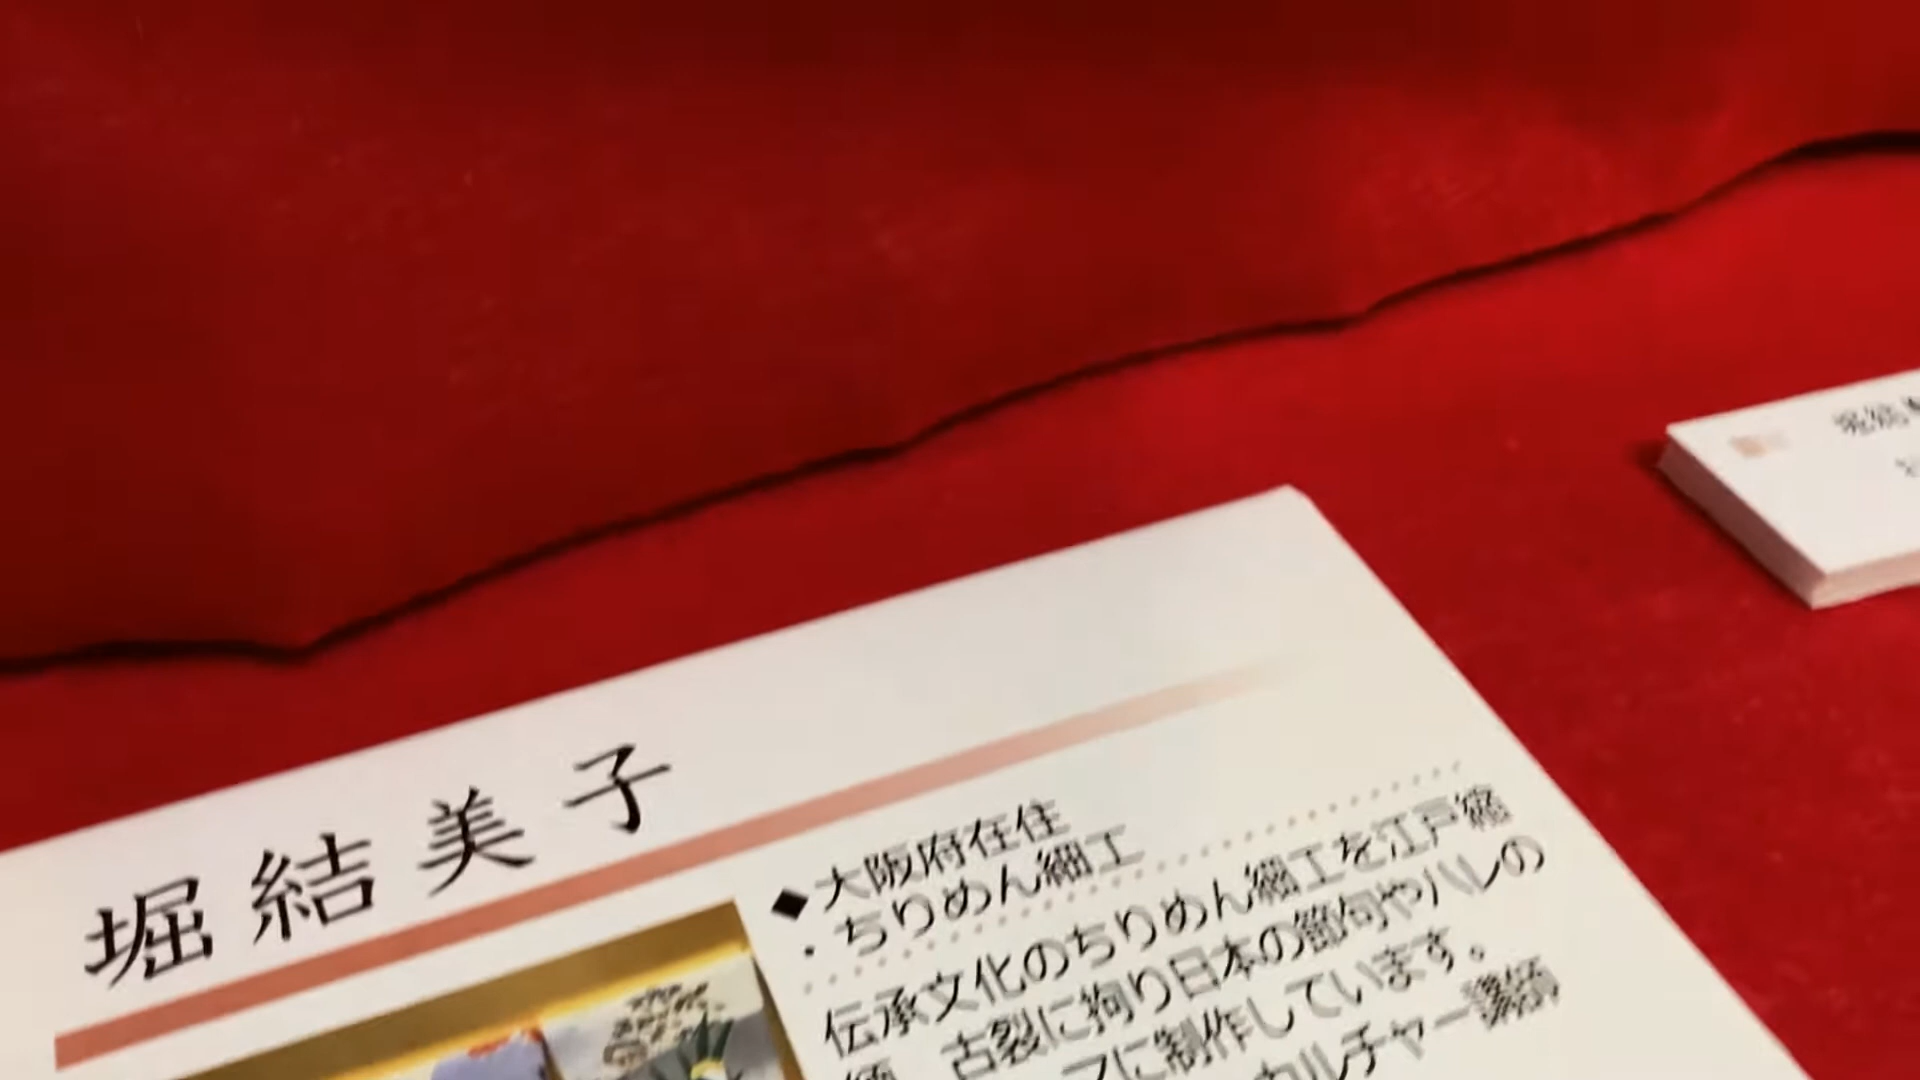 堀結美子
◆大阪府在住
・ちりめん細工
伝承文化のちりめん細工を江戸縮
緬、古裂に拘り日本の節句やハレの
フに制作しています。
カルチャー講師
堀結